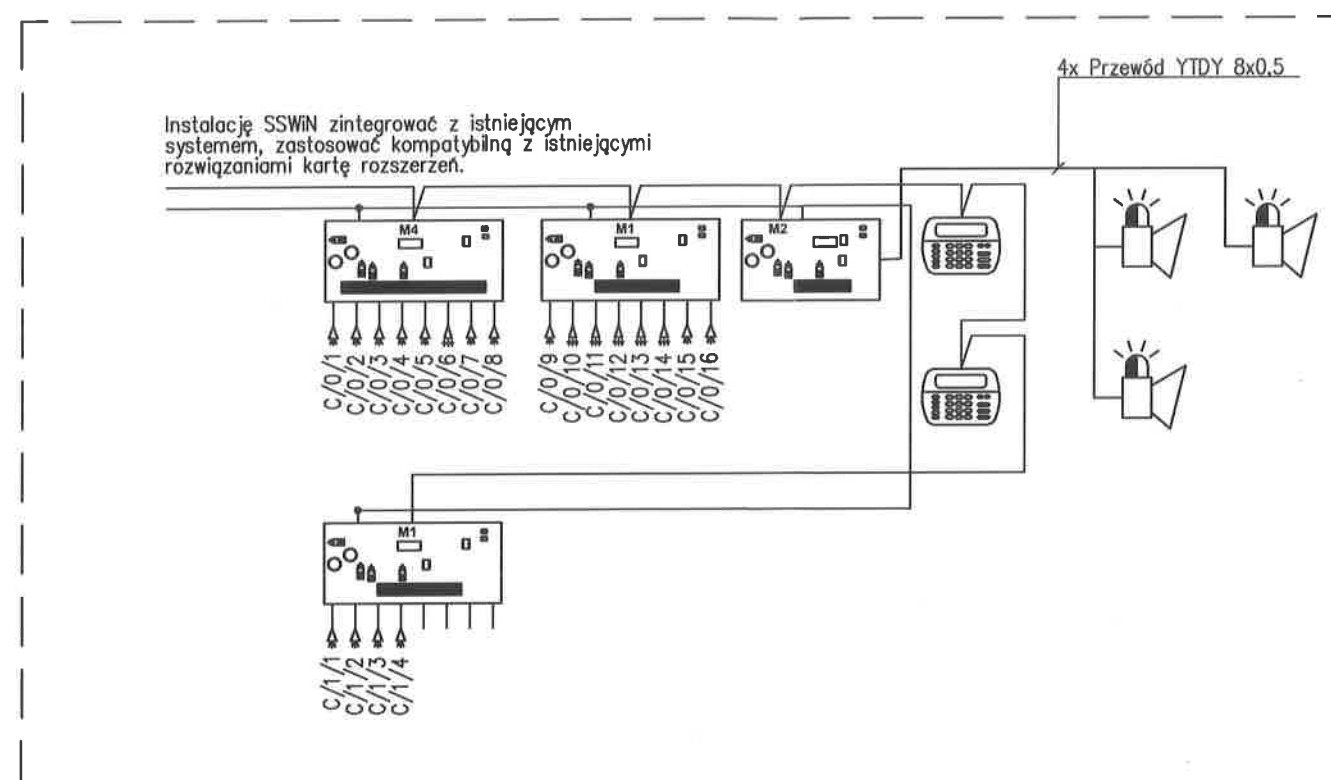 4x Przewód YTDY 8x0,5
Instalację SSWiN zintegrować z istniejącym
systemem, zastosować kompatybilną z istniejącymi
rozwiązaniami kartę rozszerzeń.
M4
M1
M2
C/0/1
C/0/2
C/0/3
C/0/4
C/0/5
C/0/6
C/0/7
C/0/8
C/0/9
C/0/10
C/0/11
C/0/12
C/0/13
C/0/14
C/0/15
C/0/16
M1
C/1/1
C/1/2
C/1/3
C/1/4